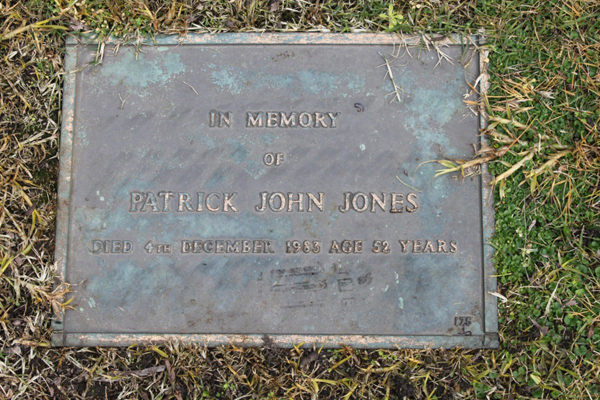 IN MEMORY
OF
PATRICK JOHN JONES
DIED 4TH DECEMBER 1983 AGE 52 YEARS